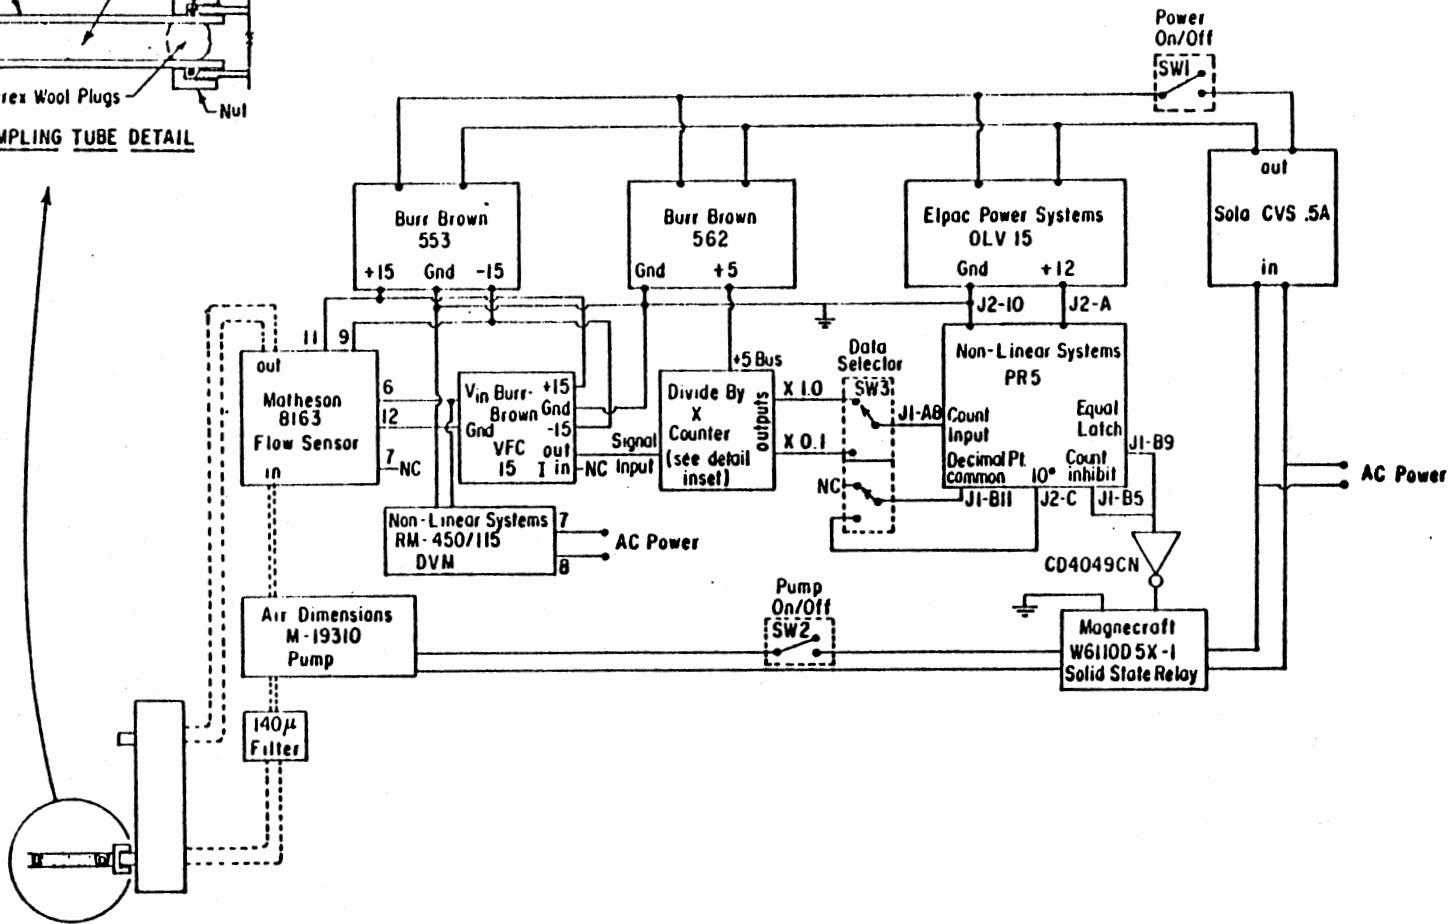 rex Wool Plugs
Nut
MPLING TUBE DETAIL
Power
On/Off
SW1
out
Sola CVS .5A
in
Burr Brown
553
+15 Gnd -15
Burr Brown
562
Gnd +5
Elpac Power Systems
OLV 15
Gnd +12
J2-10 J2-A
11 9
out
Matheson
8163
Flow Sensor
in
6
12
7
NC
Vin Burr-
Brown
Gnd
VFC
15
+15
Gnd
-15
out
I in
NC
Signal
Input
+5 Bus
Divide By
X
Counter
(see detail
inset)
outputs
X 1.0
X 0.1
Data
Selector
SW3
NC
J1-A8
Non-Linear Systems
PR5
Count
Input
Equal
Latch
Decimal Pt.
common
10°
Count
inhibit
J1-B9
J1-B11 J2-C J1-B5
AC Power
Non-Linear Systems
RM-450/115
DVM
7
8
AC Power
CD4049CN
Air Dimensions
M-19310
Pump
Pump
On/Off
SW2
Magnecraft
W6110D5X-1
Solid State Relay
140μ
Filter